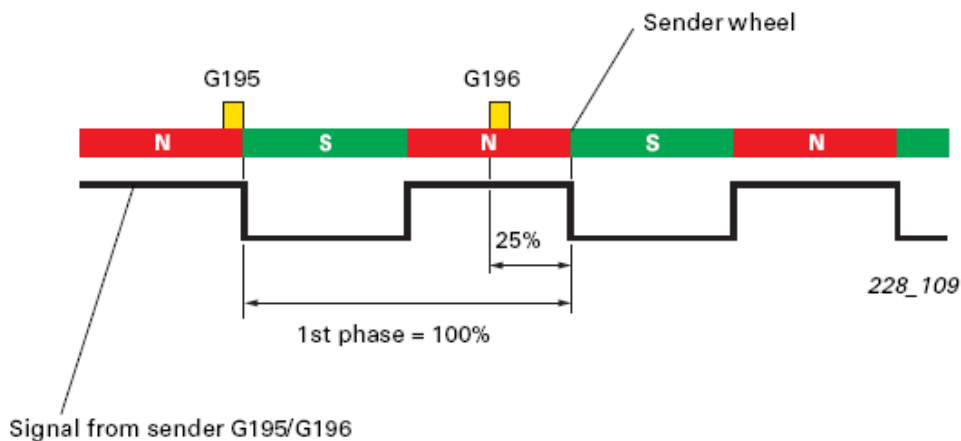 Sender wheel
G195
G196
N S N S N
25%
228_109
1st phase = 100%
Signal from sender G195/G196